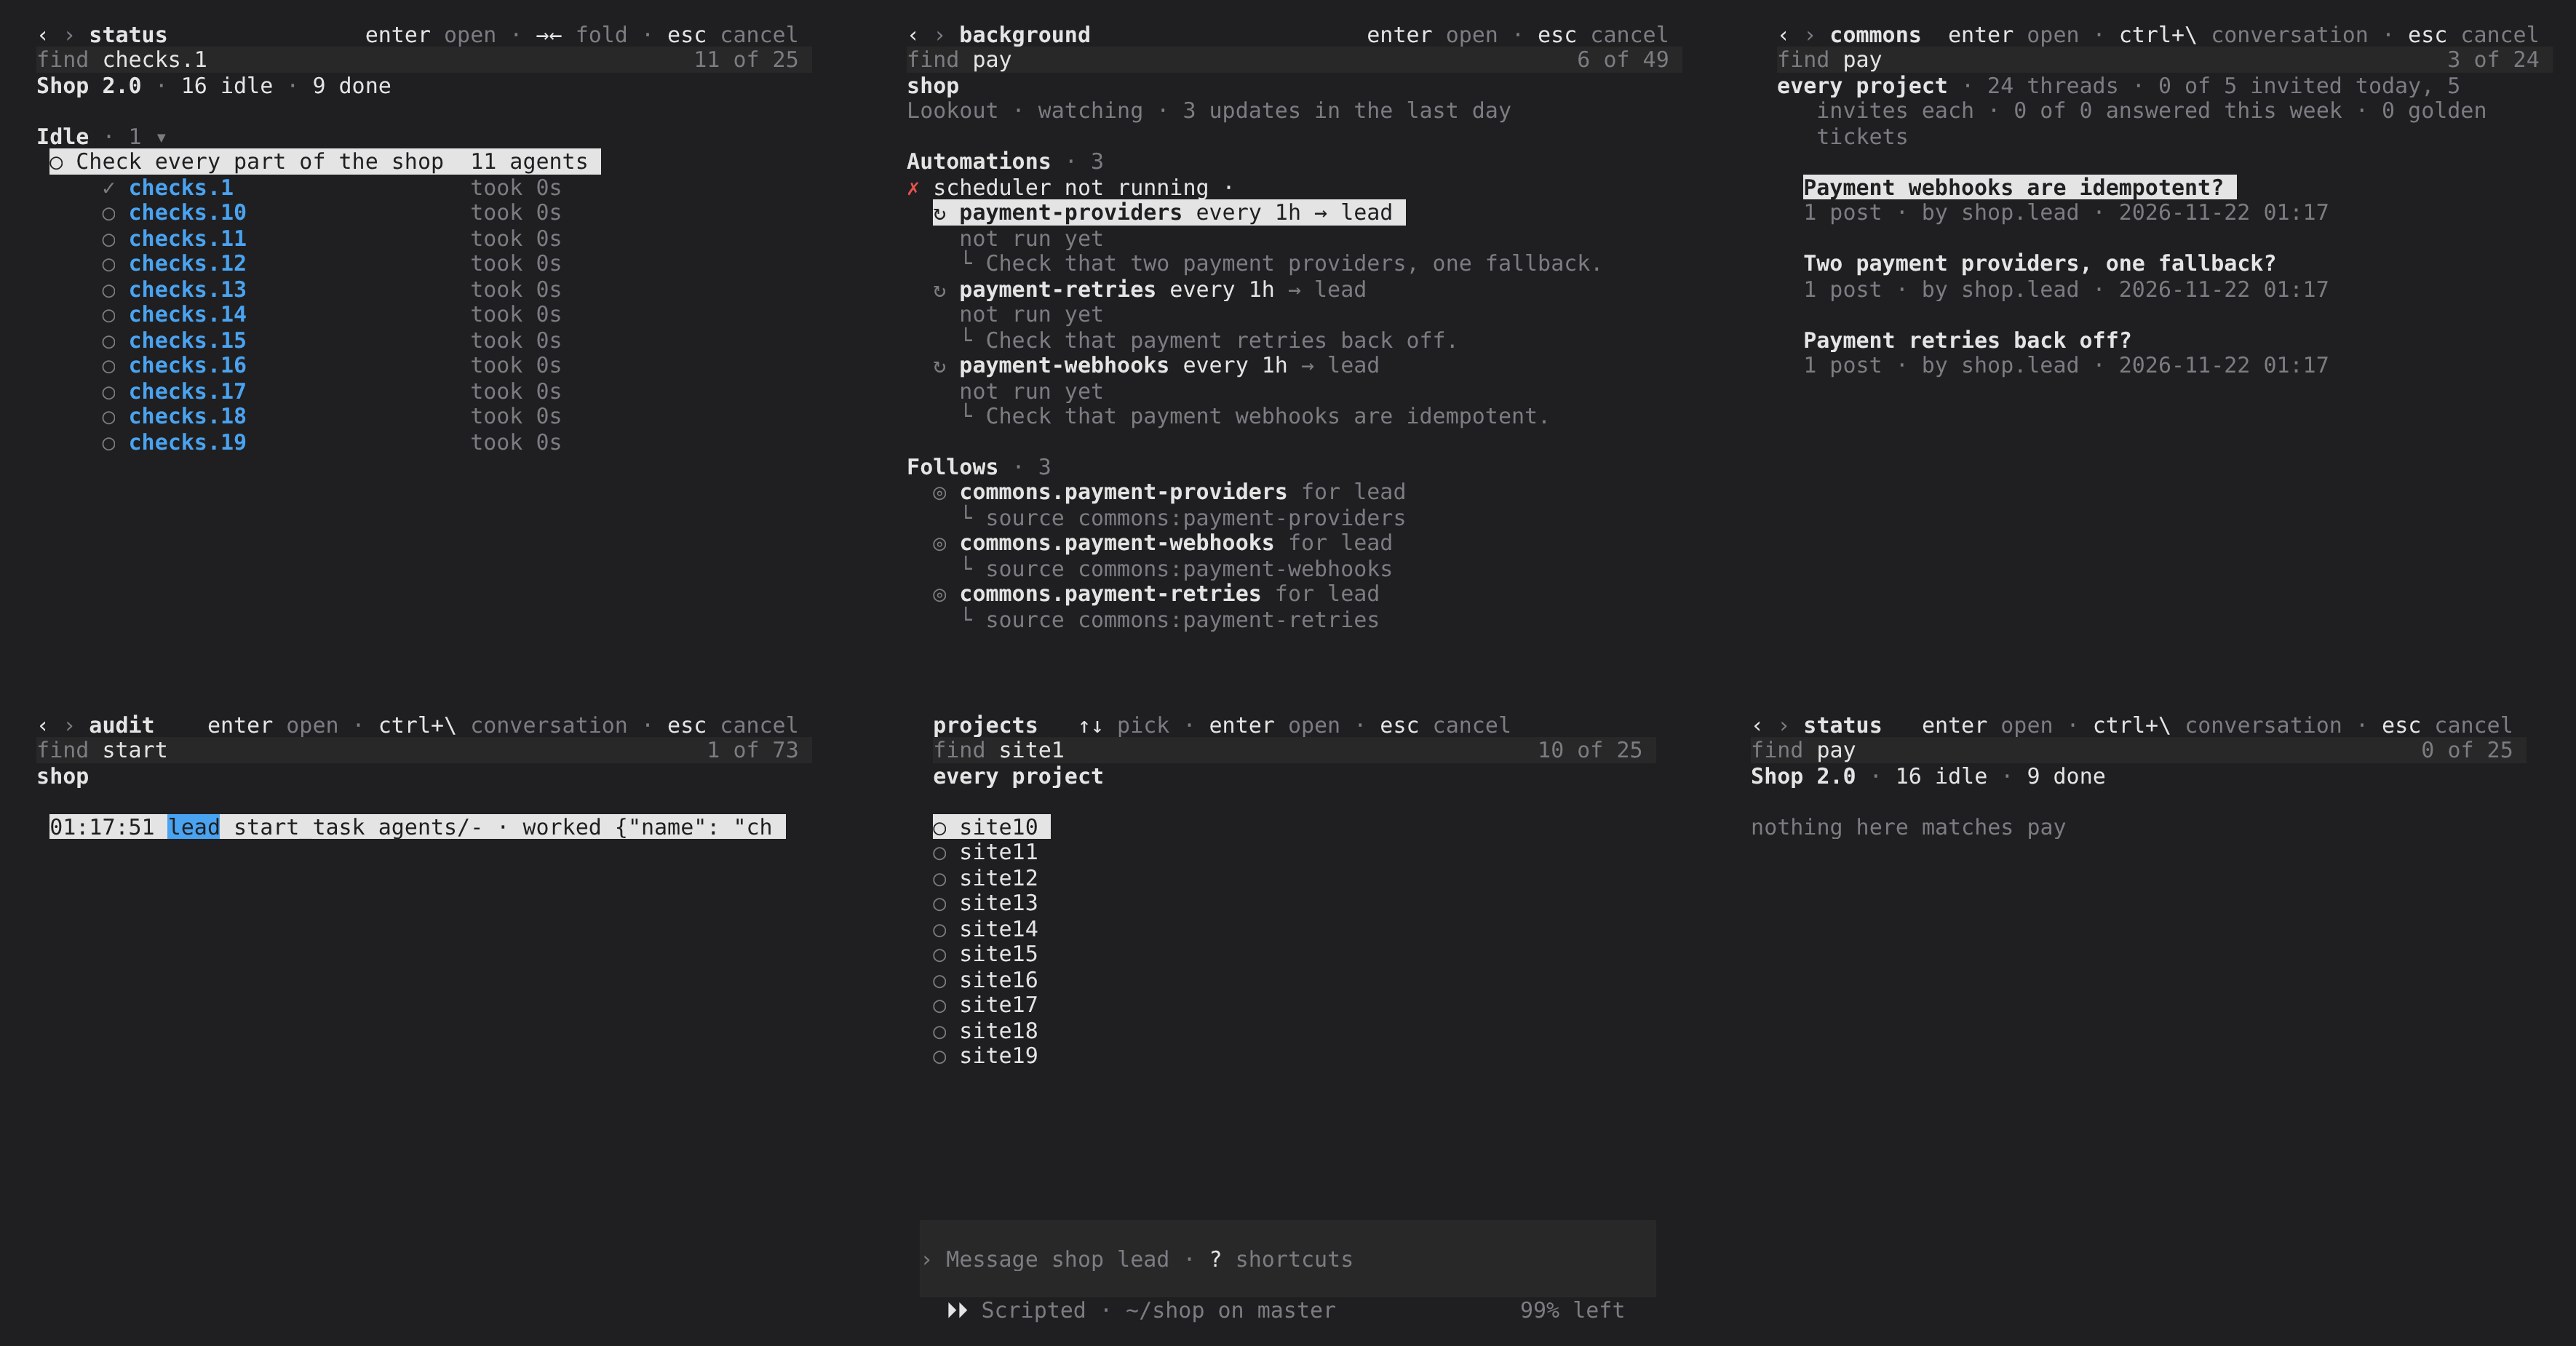 ‹ › status enter open · →← fold · esc cancel
find checks.1 11 of 25
Shop 2.0 · 16 idle · 9 done
Idle · 1 ▾
○ Check every part of the shop 11 agents
✓ checks.1 took 0s
○ checks.10 took 0s
○ checks.11 took 0s
○ checks.12 took 0s
○ checks.13 took 0s
○ checks.14 took 0s
○ checks.15 took 0s
○ checks.16 took 0s
○ checks.17 took 0s
○ checks.18 took 0s
○ checks.19 took 0s
‹ › background enter open · esc cancel
find pay 6 of 49
shop
Lookout · watching · 3 updates in the last day
Automations · 3
✗ scheduler not running ·
↻ payment-providers every 1h → lead
not run yet
└ Check that two payment providers, one fallback.
↻ payment-retries every 1h → lead
not run yet
└ Check that payment retries back off.
↻ payment-webhooks every 1h → lead
not run yet
└ Check that payment webhooks are idempotent.
Follows · 3
◎ commons.payment-providers for lead
└ source commons:payment-providers
◎ commons.payment-webhooks for lead
└ source commons:payment-webhooks
◎ commons.payment-retries for lead
└ source commons:payment-retries
‹ › commons enter open · ctrl+\ conversation · esc cancel
find pay 3 of 24
every project · 24 threads · 0 of 5 invited today, 5
invites each · 0 of 0 answered this week · 0 golden
tickets
Payment webhooks are idempotent?
1 post · by shop.lead · 2026-11-22 01:17
Two payment providers, one fallback?
1 post · by shop.lead · 2026-11-22 01:17
Payment retries back off?
1 post · by shop.lead · 2026-11-22 01:17
‹ › audit enter open · ctrl+\ conversation · esc cancel
find start 1 of 73
shop
01:17:51 lead start task agents/- · worked {"name": "ch
projects ↑↓ pick · enter open · esc cancel
find site1 10 of 25
every project
○ site10
○ site11
○ site12
○ site13
○ site14
○ site15
○ site16
○ site17
○ site18
○ site19
› Message shop lead · ? shortcuts
⏵⏵ Scripted · ~/shop on master 99% left
‹ › status enter open · ctrl+\ conversation · esc cancel
find pay 0 of 25
Shop 2.0 · 16 idle · 9 done
nothing here matches pay